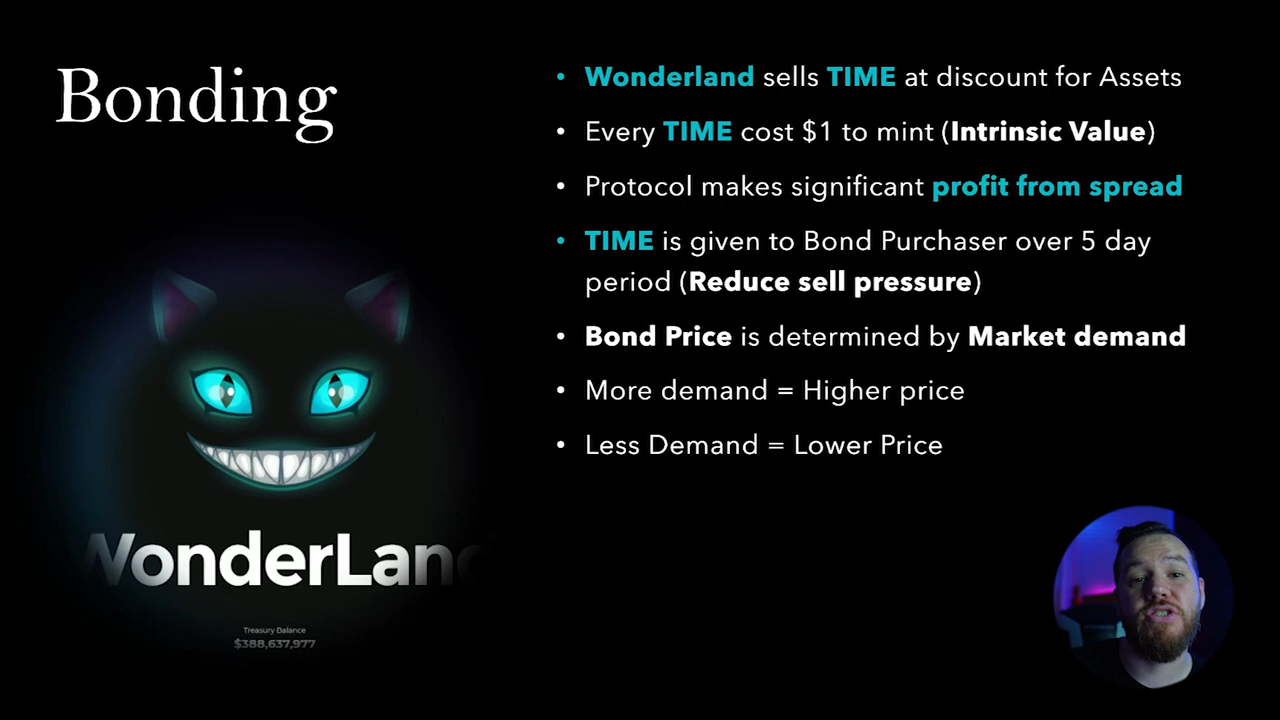 Bonding
• Wonderland sells TIME at discount for Assets
• Every TIME cost $1 to mint (Intrinsic Value)
• Protocol makes significant profit from spread
• TIME is given to Bond Purchaser over 5 day
period (Reduce sell pressure)
• Bond Price is determined by Market demand
• More demand = Higher price
• Less Demand = Lower Price
WonderLand
Treasury Balance
$388,637,977